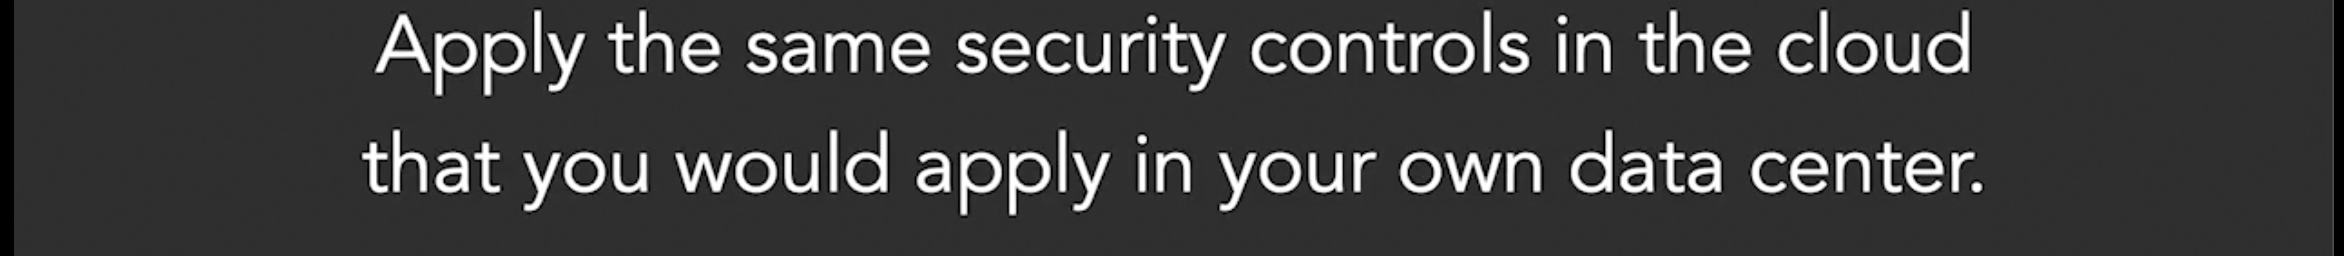 Apply the same security controls in the cloud
that you would apply in your own data center.